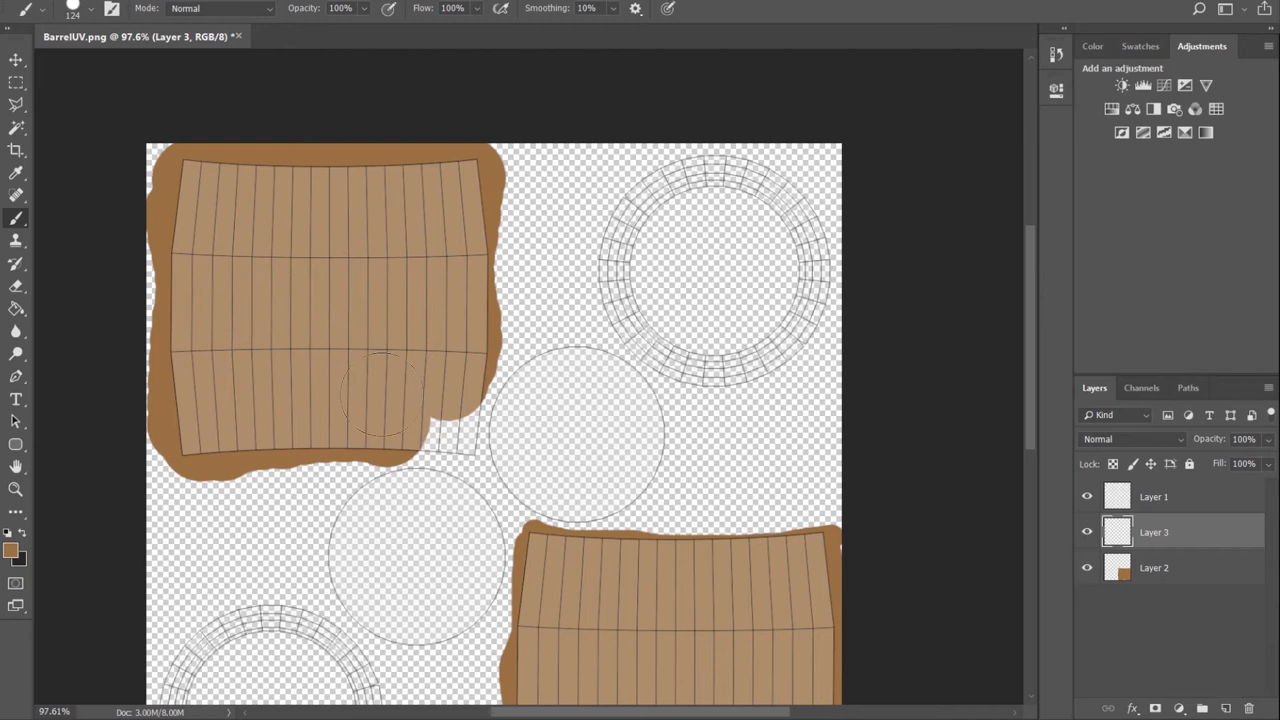 124
Mode: Normal
Opacity: 100%
Flow: 100%
Smoothing: 10%
BarrelUV.png @ 97.6% (Layer 3, RGB/8) *
Color
Swatches
Adjustments
Add an adjustment
Layers
Channels
Paths
Kind
Normal
Opacity: 100%
Lock:
Fill: 100%
Layer 1
Layer 3
Layer 2
97.61%
Doc: 3.00M/8.00M